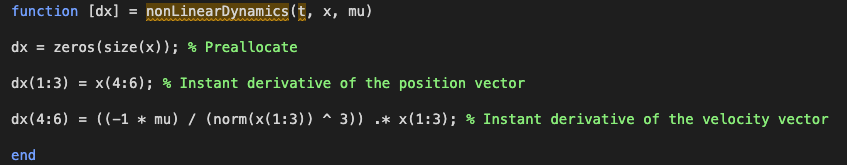 function [dx] = nonLinearDynamics(t, x, mu)
dx = zeros(size(x)); % Preallocate
dx(1:3) = x(4:6); % Instant derivative of the position vector
dx(4:6) = ((-1 * mu) / (norm(x(1:3)) ^ 3)) .* x(1:3); % Instant derivative of the velocity vector
end